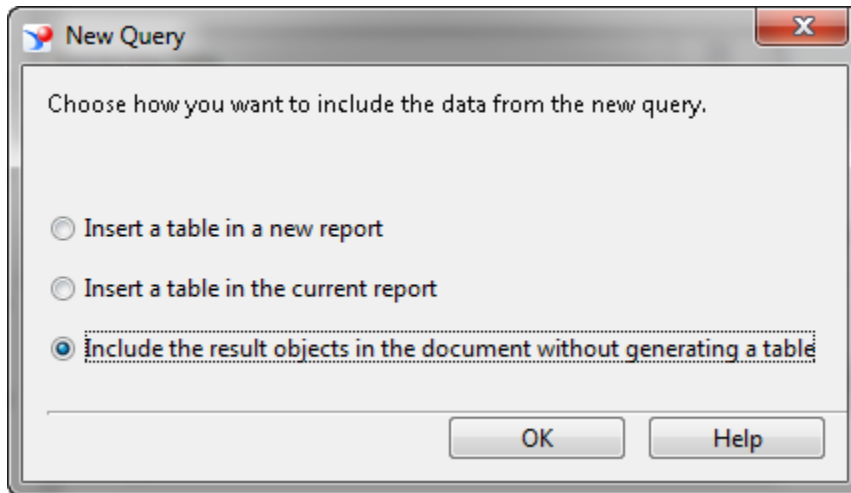 New Query
Choose how you want to include the data from the new query.
Insert a table in a new report
Insert a table in the current report
Include the result objects in the document without generating a table
OK
Help